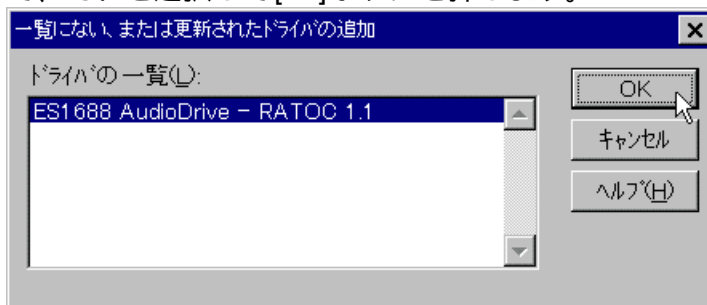 一覧にない、または更新されたドライバの追加
ドライバの一覧(L):
ES1688 AudioDrive – RATOC 1.1
OK
キャンセル
ヘルプ(H)